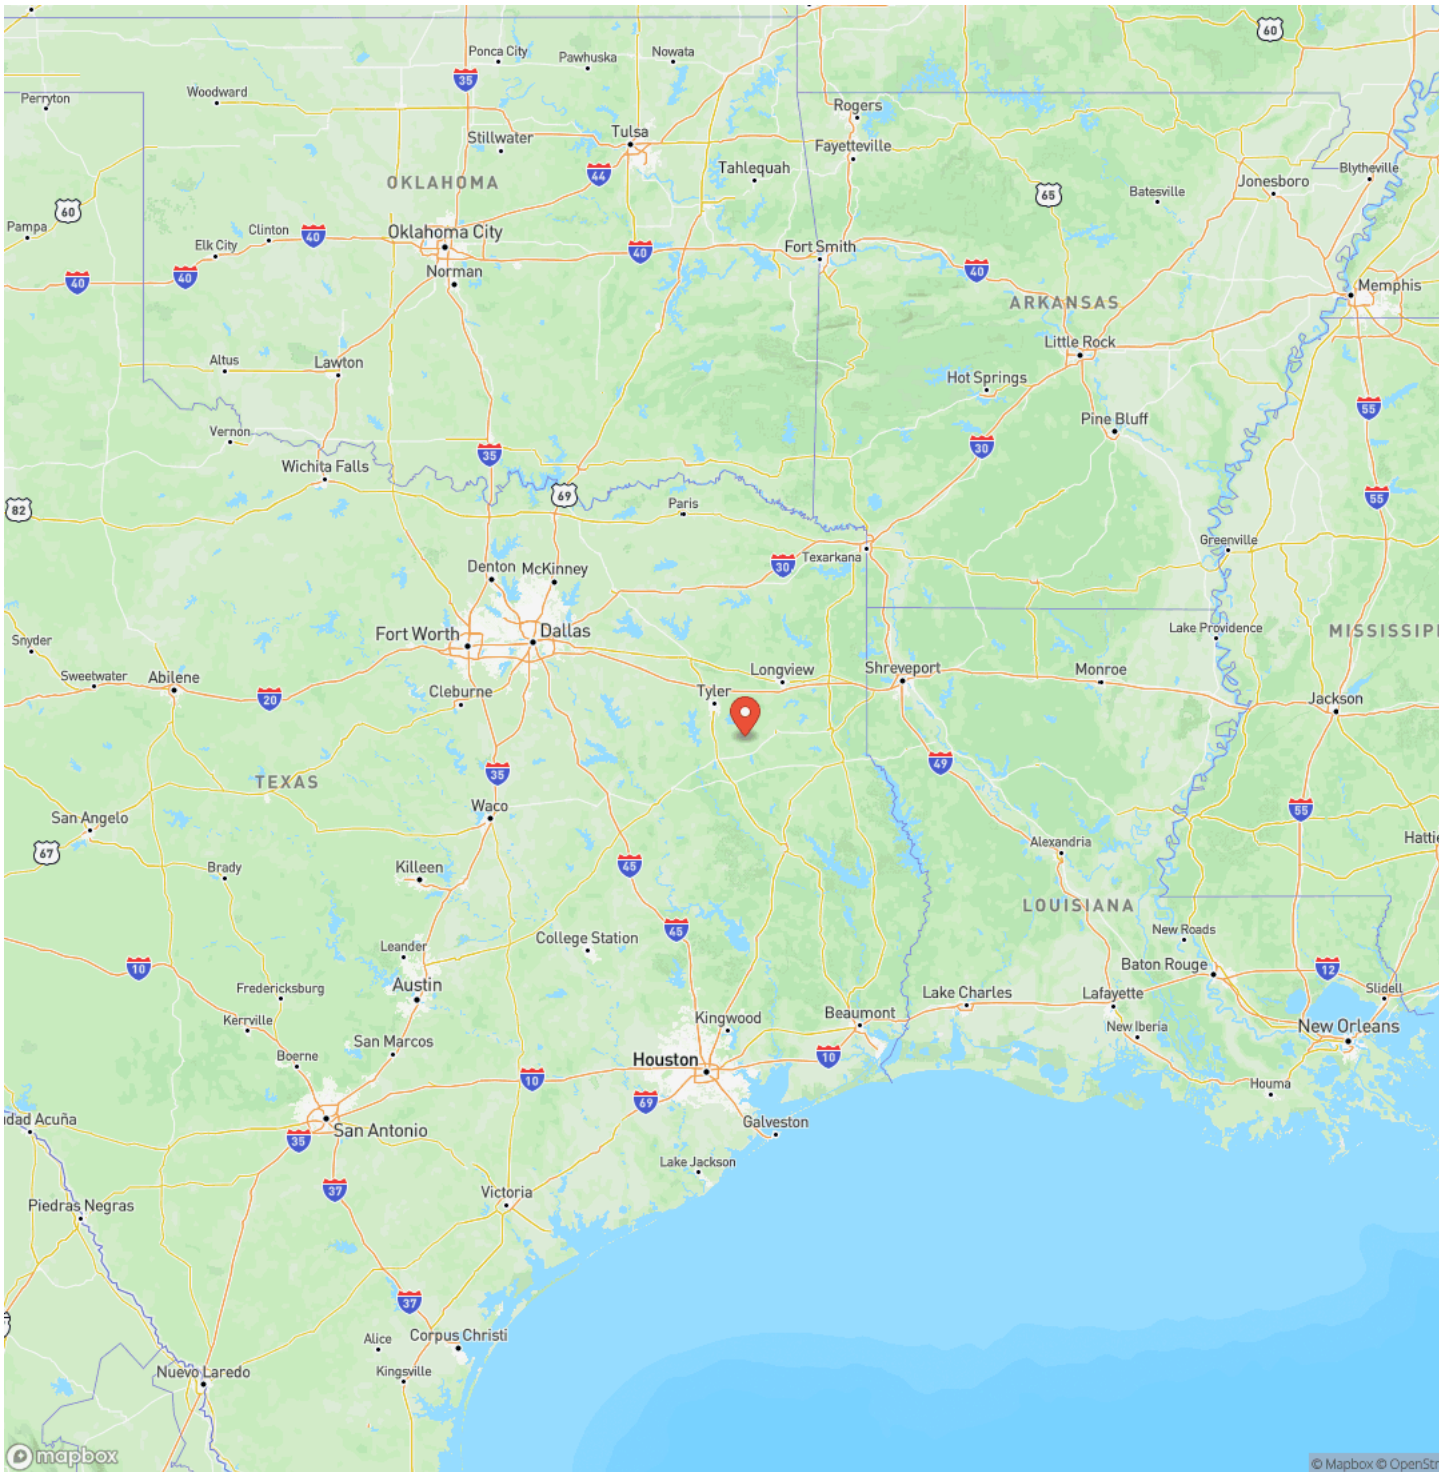 60
Ponca City
Nowata
Pawhuska
35
Woodward
Perryton
Rogers
Stillwater
Tulsa
Fayetteville
Tahlequah
Blytheville
44
OKLAHOMA
Jonesboro
65
Batesville
60
Pampa
Oklahoma City
Clinton
40
Elk City
Fort Smith
40
40
40
40
Norman
Memphis
ARKANSAS
Little Rock
Altus
Lawton
Hot Springs
55
Pine Bluff
Vernon
30
35
Wichita Falls
69
55
82
Paris
Greenville
Texarkana
30
Denton
McKinney
Lake Providence
Dallas
MISSISSIPI
Fort Worth
Snyder
Longview
Shreveport
Monroe
Sweetwater
Abilene
Cleburne
Tyler
20
Jackson
49
35
TEXAS
Waco
55
San Angelo
Hattie
Alexandria
67
45
Brady
Killeen
LOUISIANA
45
New Roads
College Station
Leander
Baton Rouge
10
12
Austin
Fredericksburg
Slidell
Lake Charles
Lafayette
Beaumont
Kingwood
Kerrville
New Iberia
New Orleans
San Marcos
Boerne
Houston
10
10
Houma
69
udad Acuña
Galveston
San Antonio
35
Lake Jackson
37
Victoria
Piedras Negras
37
Alice
Corpus Christi
Nuevo Laredo
Kingsville
mapbox
© Mapbox © OpenStr